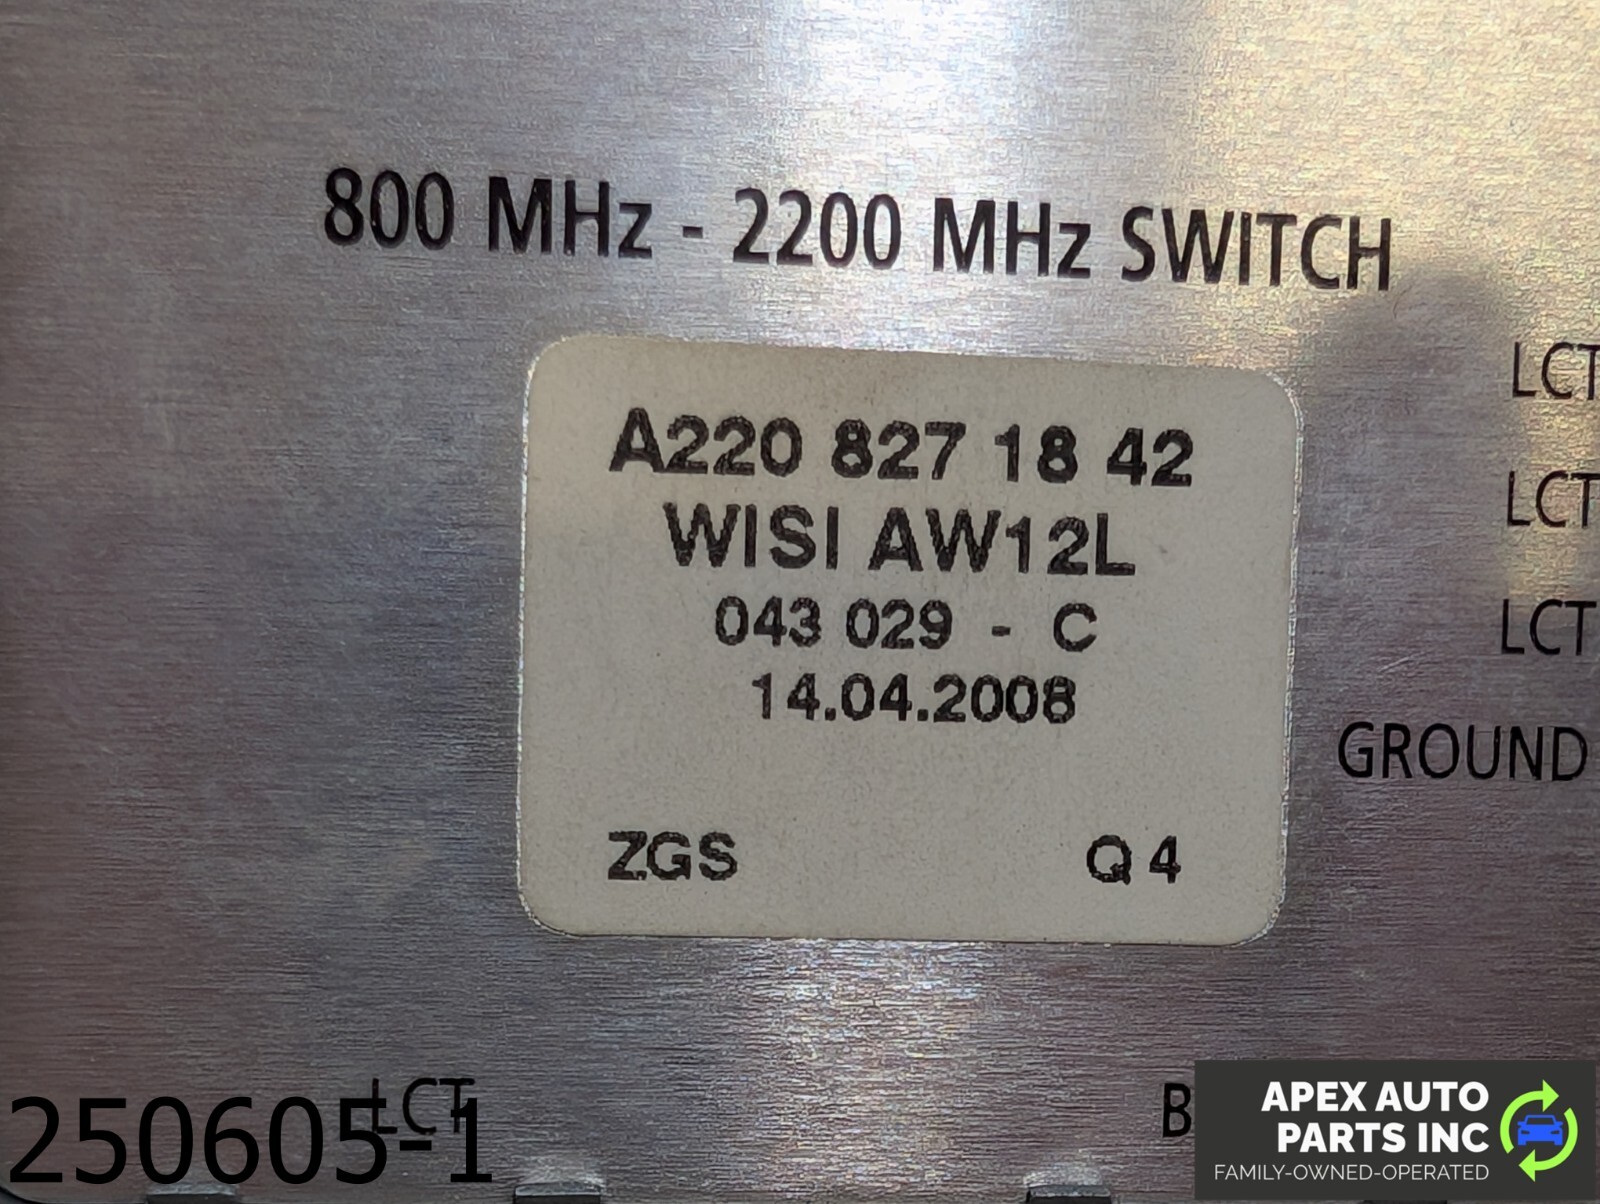 800 MHz - 2200 MHz SWITCH
LCT
A220 827 18 42
WISI AW12L
LCT
043 029 - C
LCT
14.04.2008
GROUND
ZGS Q4
LCT
B
250605-1
APEX AUTO
PARTS INC
FAMILY-OWNED-OPERATED